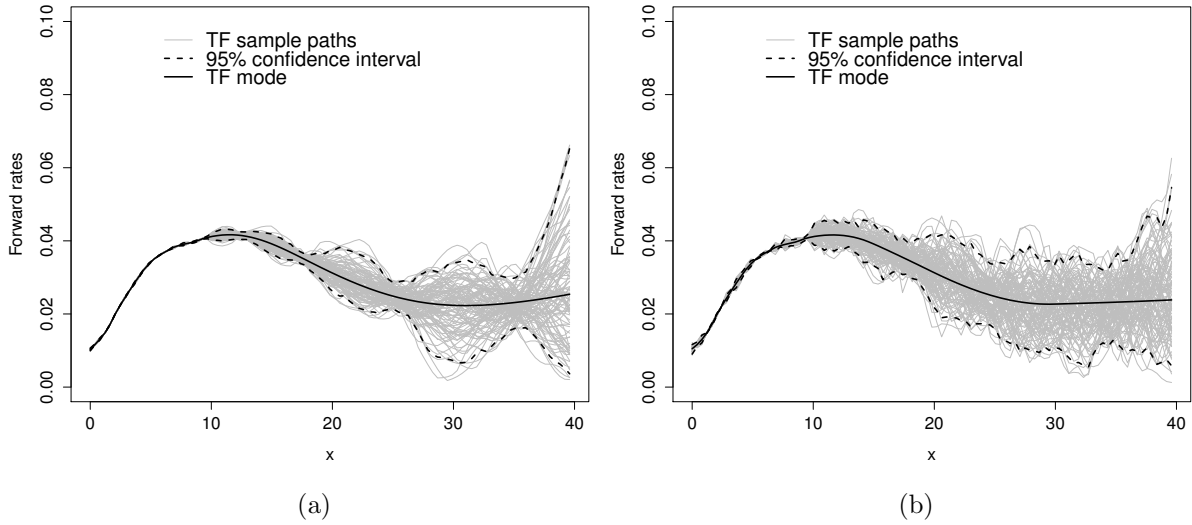 0.10
0.08
0.06
0.04
0.02
0.00
Forward rates
TF sample paths
95% confidence interval
TF mode
0 10 20 30 40
x
(a)
0.10
0.08
0.06
0.04
0.02
0.00
Forward rates
TF sample paths
95% confidence interval
TF mode
0 10 20 30 40
x
(b)